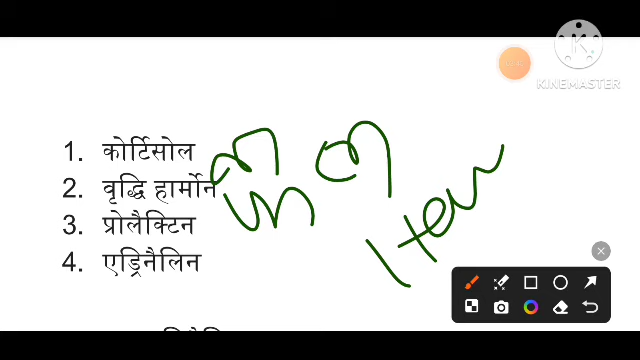 KINEMASTER
1. कोर्टिसोल
2. वृद्धि हार्मोन
3. प्रोलैक्टिन
4. एड्रिनैलिन